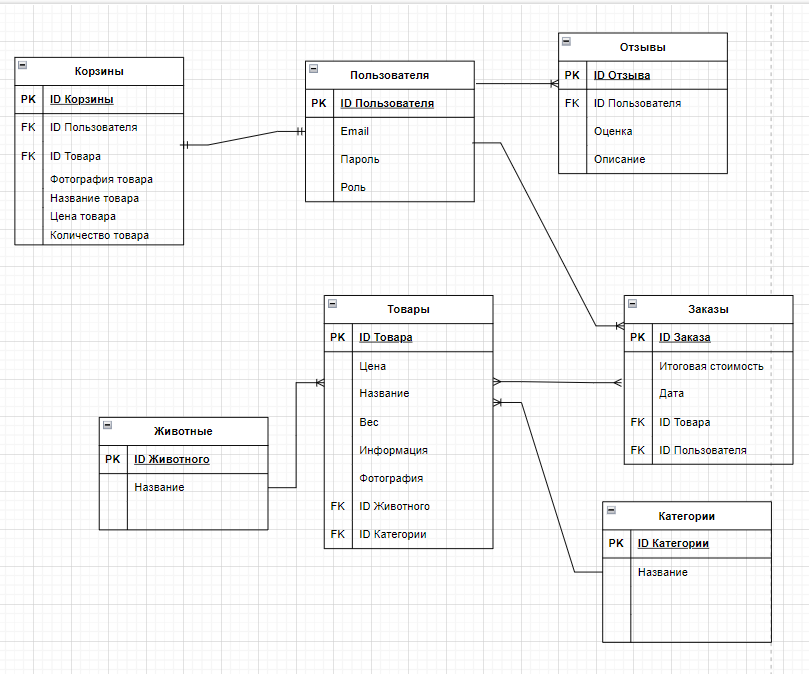 Корзины
PK ID Корзины
FK ID Пользователя
FK ID Товара
Фотография товара
Название товара
Цена товара
Количество товара
Пользователя
PK ID Пользователя
Email
Пароль
Роль
Отзывы
PK ID Отзыва
FK ID Пользователя
Оценка
Описание
Товары
PK ID Товара
Цена
Название
Вес
Информация
Фотография
FK ID Животного
FK ID Категории
Заказы
PK ID Заказа
Итоговая стоимость
Дата
FK ID Товара
FK ID Пользователя
Животные
PK ID Животного
Название
Категории
PK ID Категории
Название